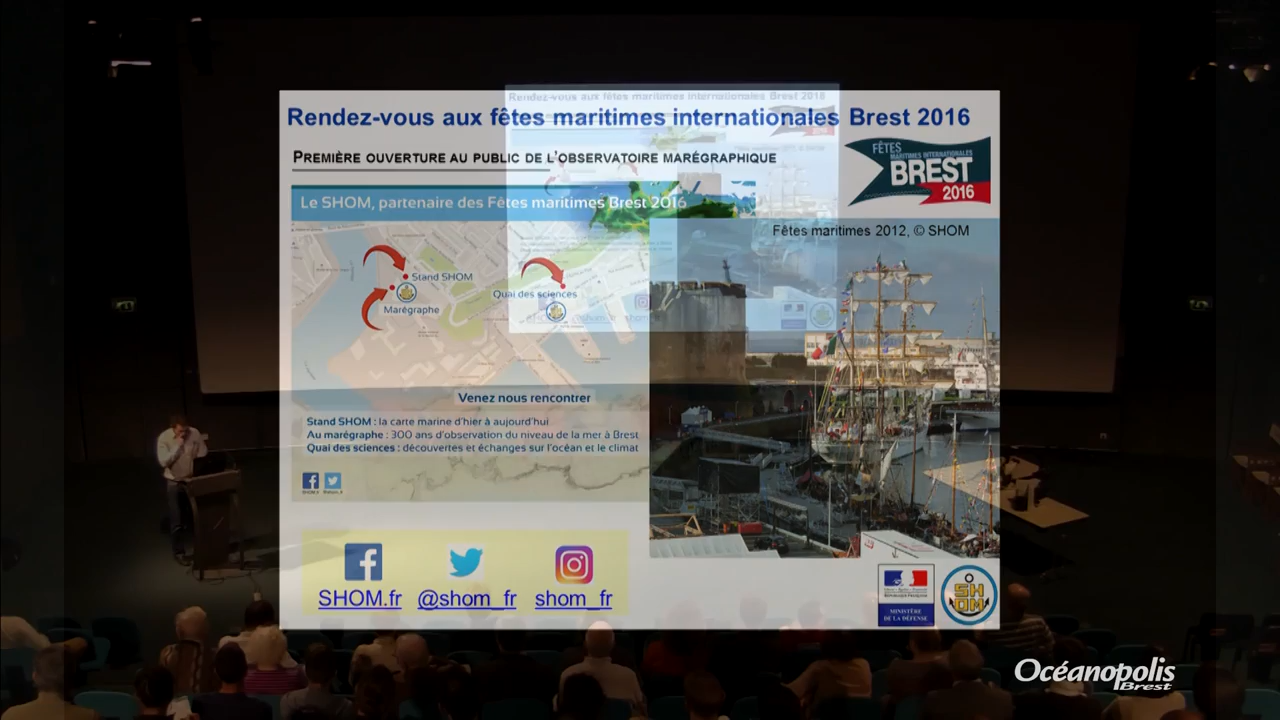 Rendez-vous aux fêtes maritimes internationales Brest 2016
PREMIÈRE OUVERTURE AU PUBLIC DE L'OBSERVATOIRE MARÉGRAPHIQUE
FÊTES
MARITIMES INTERNATIONALES
BREST
2016
Le SHOM, partenaire des Fêtes maritimes Brest 2016
Fêtes maritimes 2012, © SHOM
Stand SHOM
Quai des sciences
Marégraphe
Venez nous rencontrer
Stand SHOM : la carte marine d'hier à aujourd'hui
Au marégraphe : 300 ans d'observation du niveau de la mer à Brest
Quai des sciences : découvertes et échanges sur l'océan et le climat
SHOM.fr
@shom_fr
shom_fr
MINISTÈRE
DE LA DÉFENSE
SHOM
Océanopolis
Brest